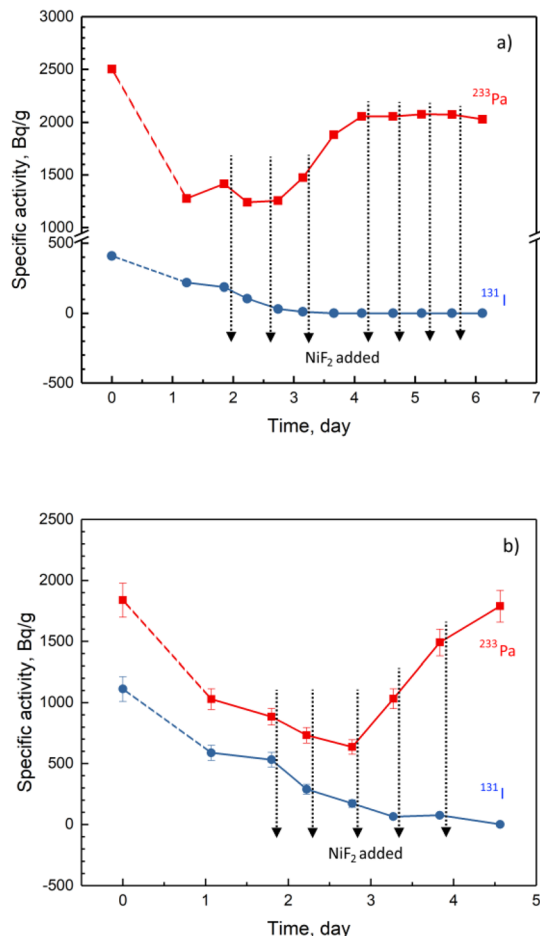 a)
3000
2500
2000
1500
1000
500
0
-500
Specific activity, Bq/g
²³³Pa
¹³¹I
NiF₂ added
0 1 2 3 4 5 6 7
Time, day
b)
2500
2000
1500
1000
500
0
-500
Specific activity, Bq/g
²³³Pa
¹³¹I
NiF₂ added
0 1 2 3 4 5
Time, day